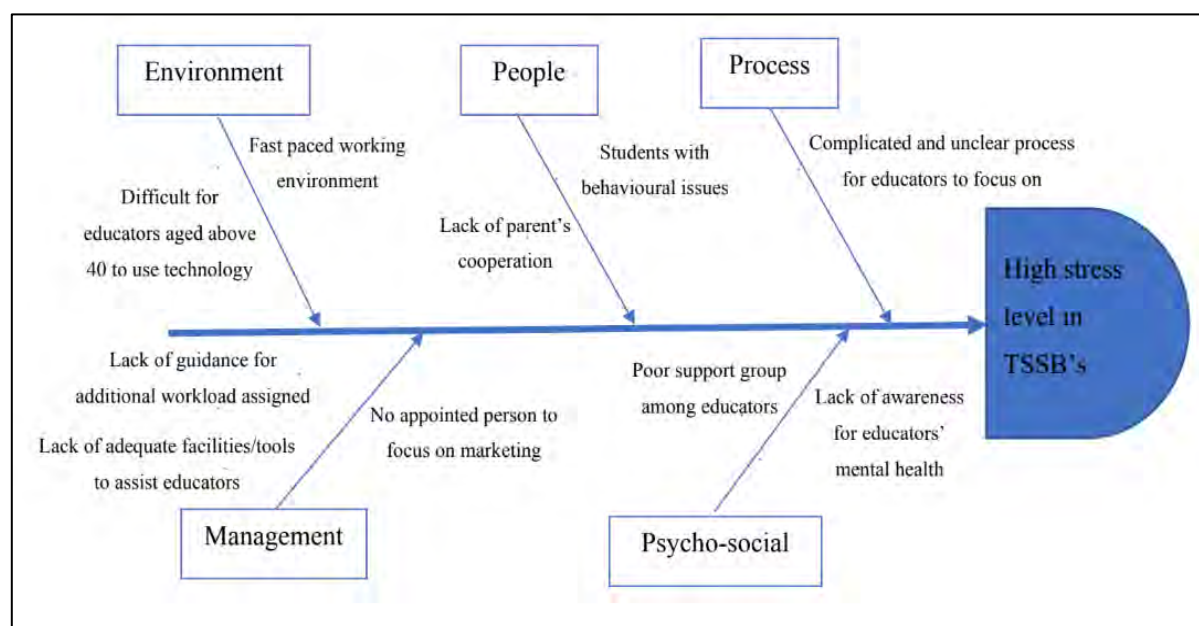 Environment
People
Process
Fast paced working
environment
Difficult for
educators aged above
40 to use technology
Students with
behavioural issues
Lack of parent's
cooperation
Complicated and unclear process
for educators to focus on
High stress
level in
TSSB's
Lack of guidance for
additional workload assigned
Lack of adequate facilities/tools
to assist educators
No appointed person to
focus on marketing
Poor support group
among educators
Lack of awareness
for educators'
mental health
Management
Psycho-social